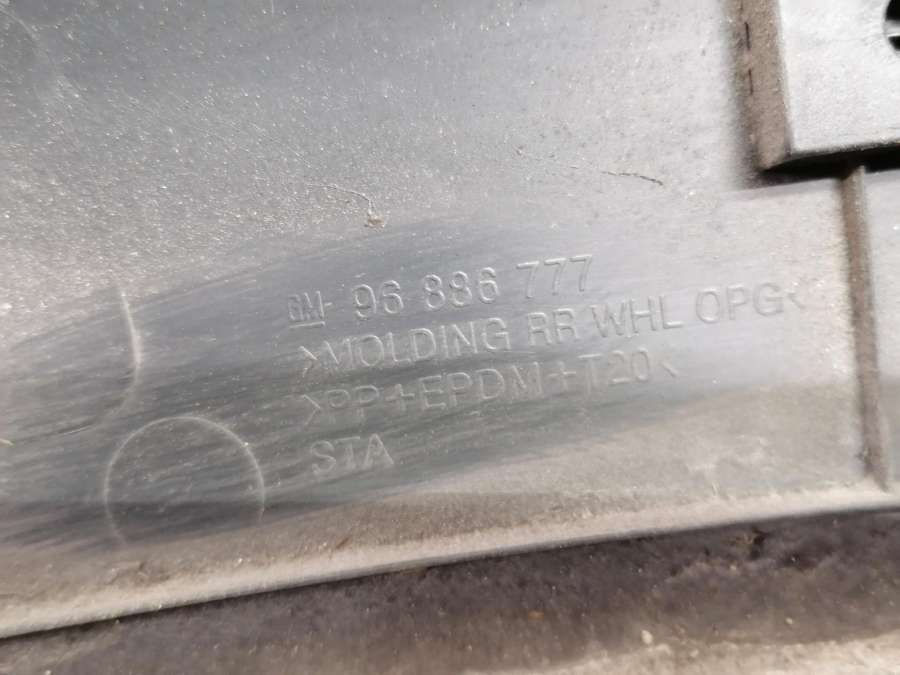 GM 96 886 777
>MOLDING RR WHL OPG<
>PP+EPDM+T20<
STA